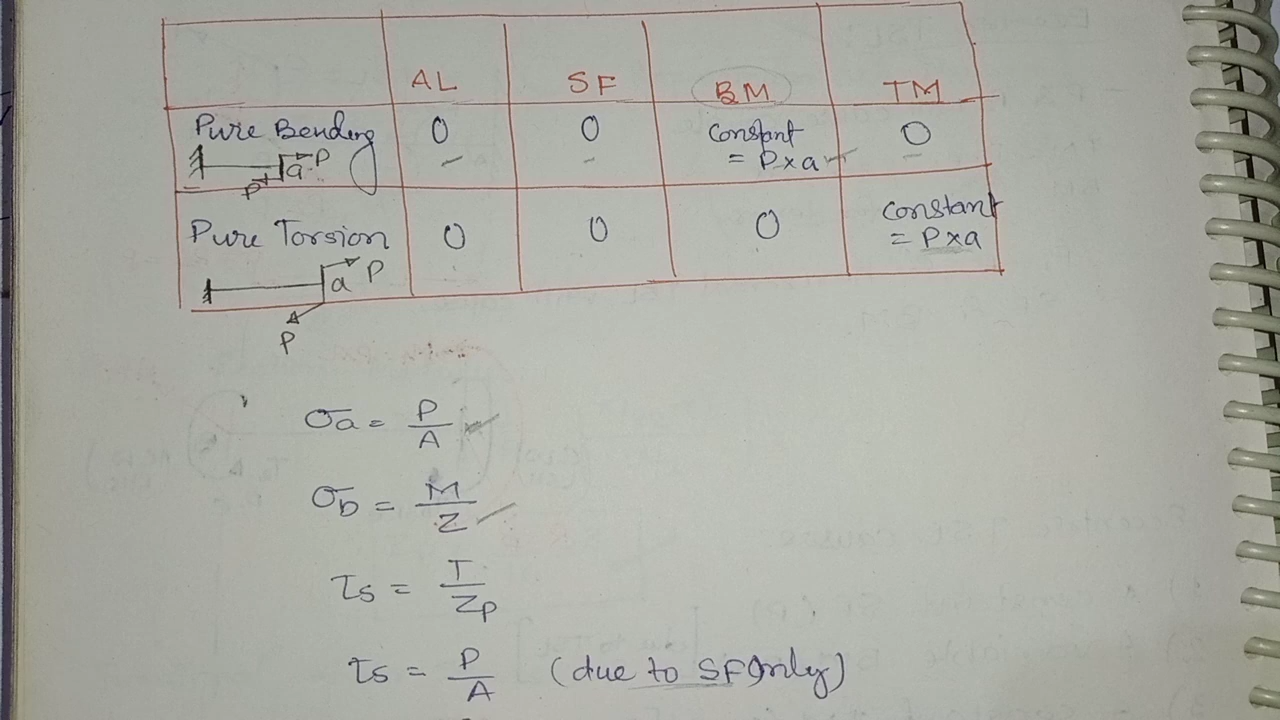 AL SF BM TM
Pure Bending 0 0 Constant 0
= P x a
P a P
Pure Torsion 0 0 0 Constant
= P x a
a P
P
σa = P/A
σb = M/Z
τs = T/Zp
τs = P/A (due to SF Only)